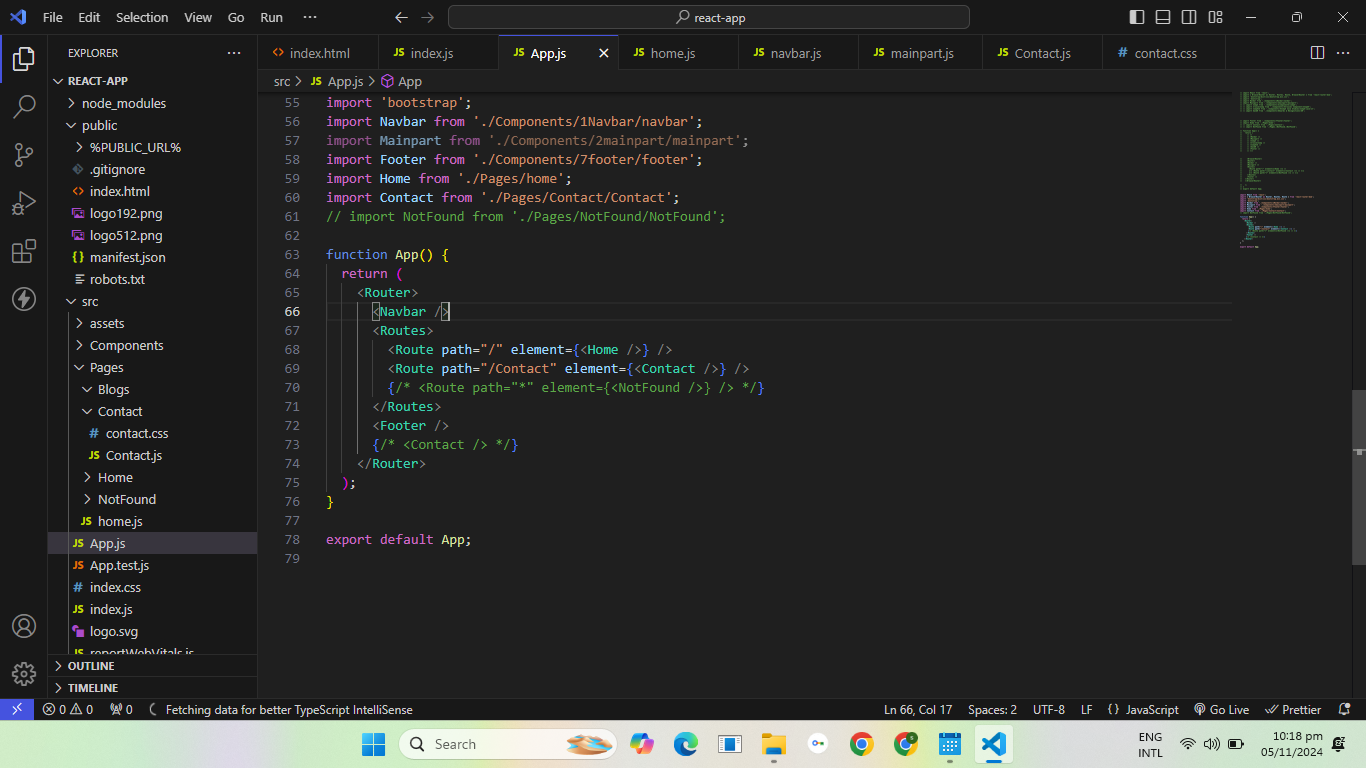 File Edit Selection View Go Run ···
react-app
EXPLORER ···
REACT-APP
node_modules
public
%PUBLIC_URL%
.gitignore
index.html
logo192.png
logo512.png
manifest.json
robots.txt
src
assets
Components
Pages
Blogs
Contact
contact.css
Contact.js
Home
NotFound
home.js
App.js
App.test.js
index.css
index.js
logo.svg
reportWebVitals.js
OUTLINE
TIMELINE
index.html JS index.js JS App.js JS home.js JS navbar.js JS mainpart.js JS Contact.js # contact.css
src > JS App.js > App
55 import 'bootstrap';
56 import Navbar from './Components/1Navbar/navbar';
57 import Mainpart from './Components/2mainpart/mainpart';
58 import Footer from './Components/7footer/footer';
59 import Home from './Pages/home';
60 import Contact from './Pages/Contact/Contact';
61 // import NotFound from './Pages/NotFound/NotFound';
62
63 function App() {
64 return (
65 <Router>
66 <Navbar />
67 <Routes>
68 <Route path="/" element={<Home />} />
69 <Route path="/Contact" element={<Contact />} />
70 {/* <Route path="*" element={<NotFound />} /> */}
71 </Routes>
72 <Footer />
73 {/* <Contact /> */}
74 </Router>
75 );
76 }
77
78 export default App;
79
0 0 0 Fetching data for better TypeScript IntelliSense Ln 66, Col 17 Spaces: 2 UTF-8 LF {} JavaScript Go Live Prettier
Search
ENG
INTL
10:18 pm
05/11/2024